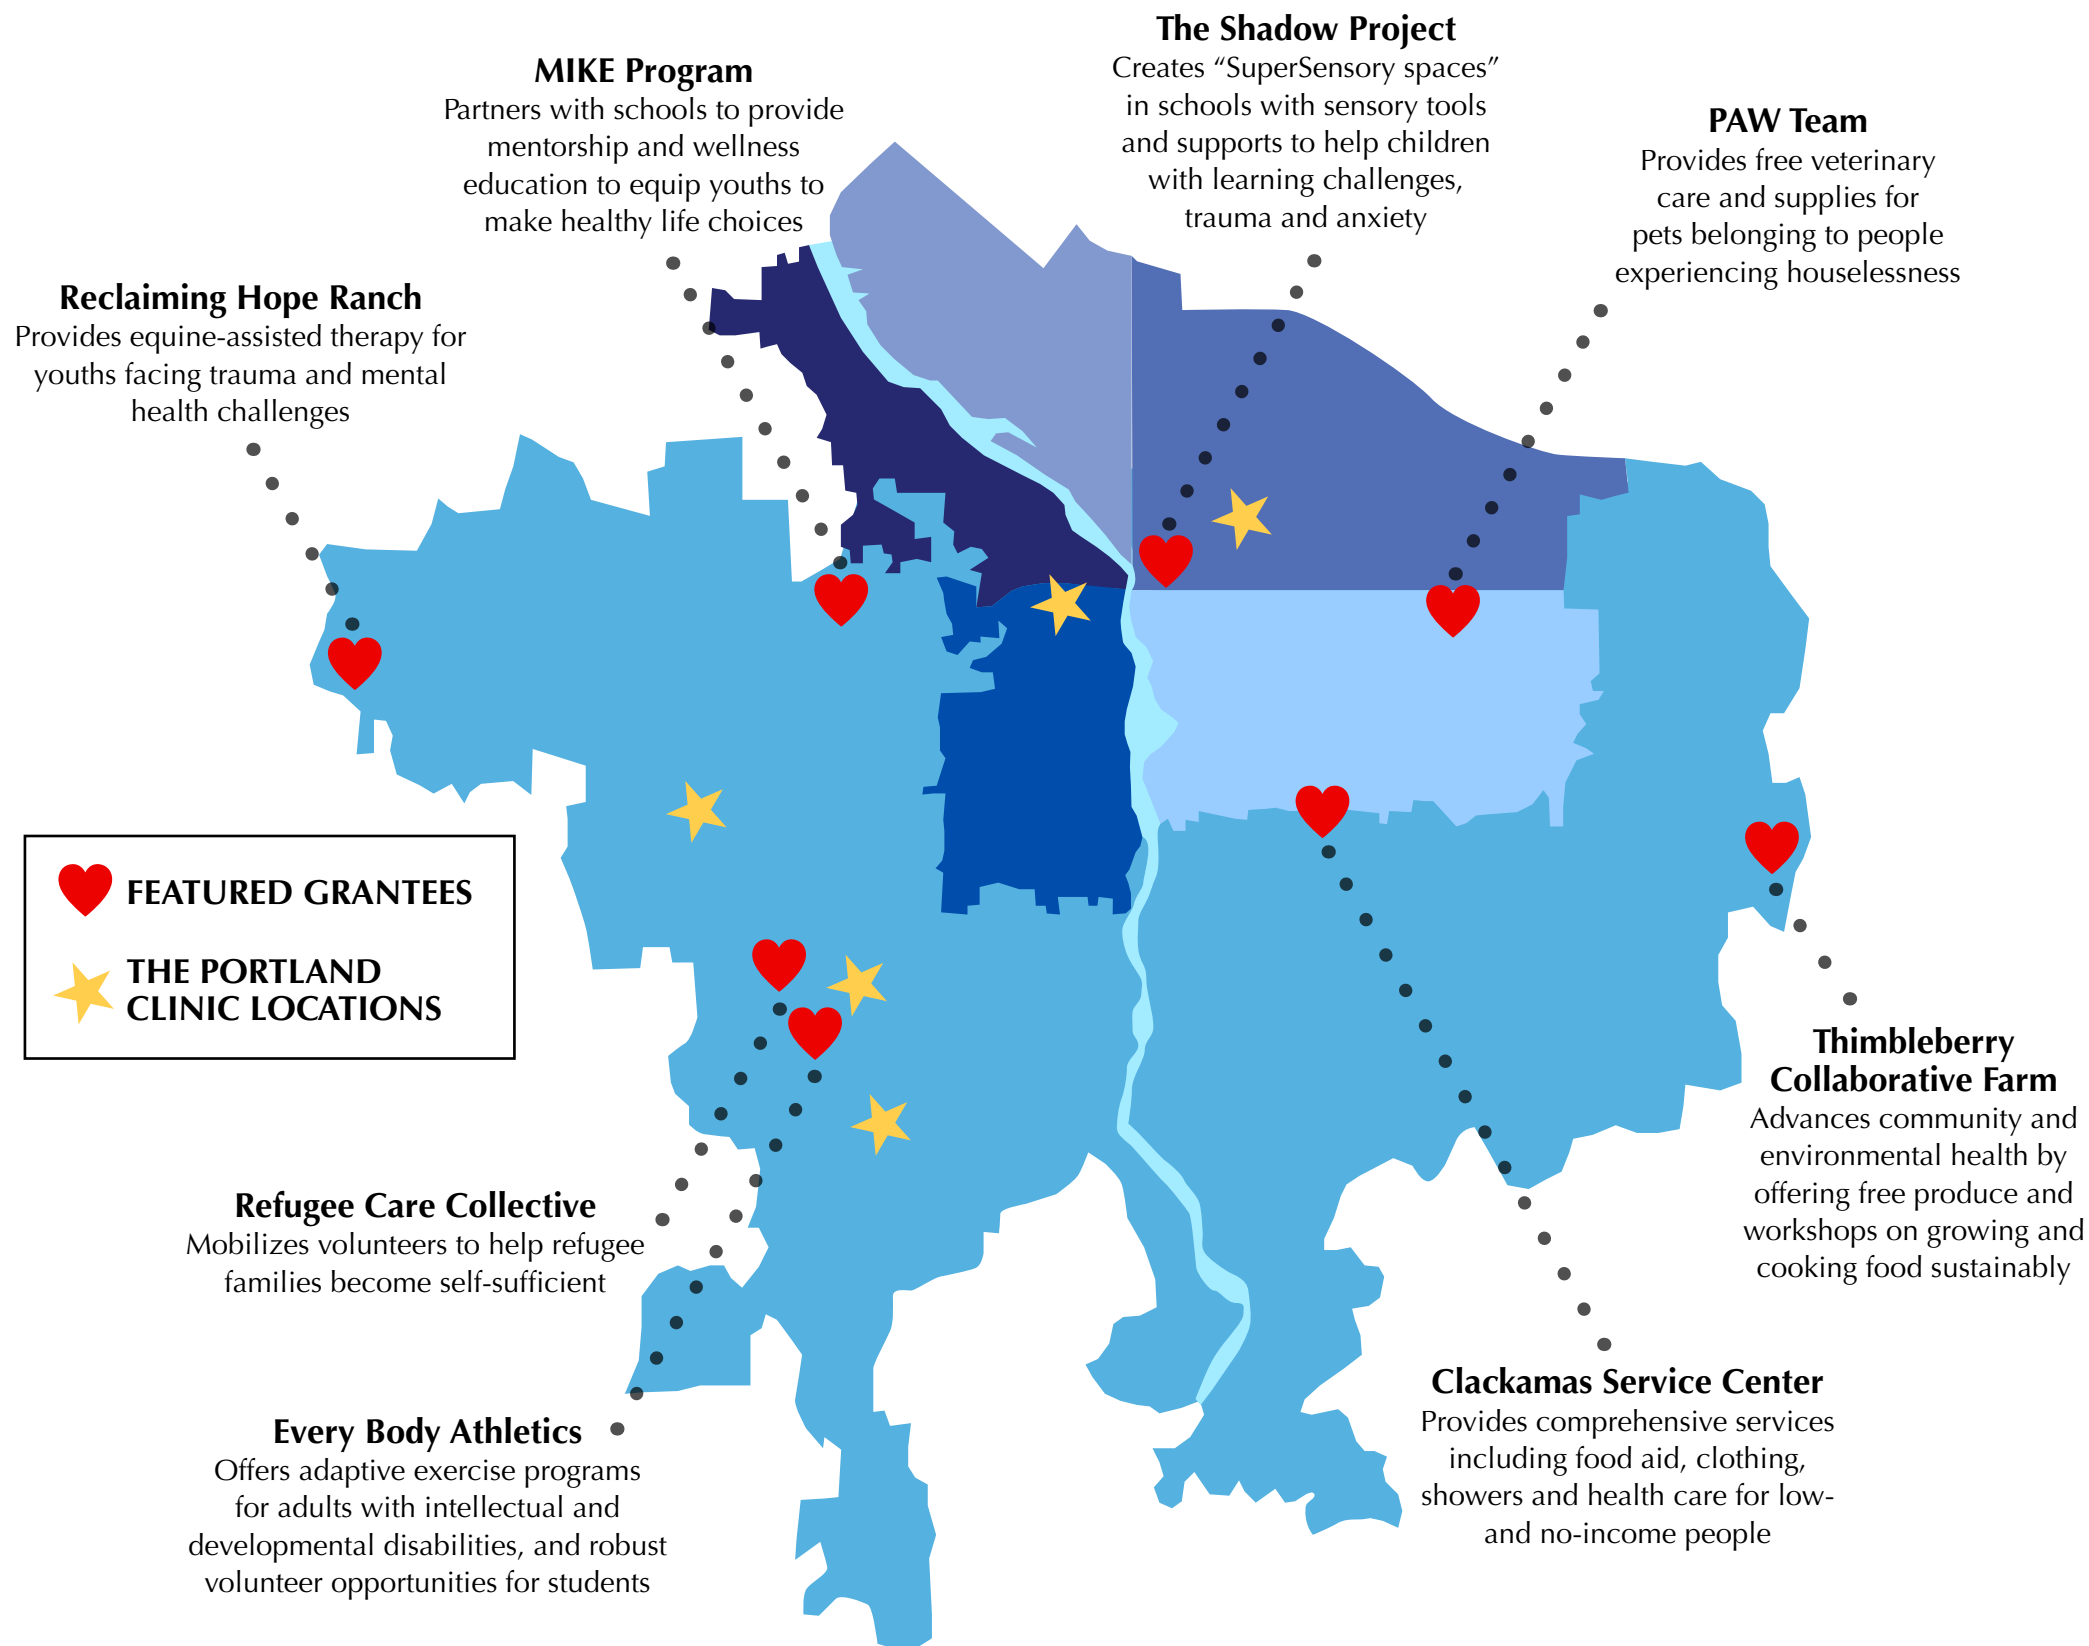 The Shadow Project
Creates “SuperSensory spaces”
in schools with sensory tools
and supports to help children
with learning challenges,
trauma and anxiety
MIKE Program
Partners with schools to provide
mentorship and wellness
education to equip youths to
make healthy life choices
PAW Team
Provides free veterinary
care and supplies for
pets belonging to people
experiencing houselessness
Reclaiming Hope Ranch
Provides equine-assisted therapy for
youths facing trauma and mental
health challenges
FEATURED GRANTEES
THE PORTLAND
CLINIC LOCATIONS
Thimbleberry
Collaborative Farm
Advances community and
environmental health by
offering free produce and
workshops on growing and
cooking food sustainably
Refugee Care Collective
Mobilizes volunteers to help refugee
families become self-sufficient
Clackamas Service Center
Provides comprehensive services
including food aid, clothing,
showers and health care for low-
and no-income people
Every Body Athletics
Offers adaptive exercise programs
for adults with intellectual and
developmental disabilities, and robust
volunteer opportunities for students